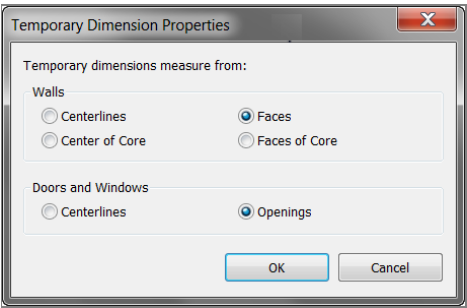 Temporary Dimension Properties
Temporary dimensions measure from:
Walls
Centerlines Faces
Center of Core Faces of Core
Doors and Windows
Centerlines Openings
OK Cancel